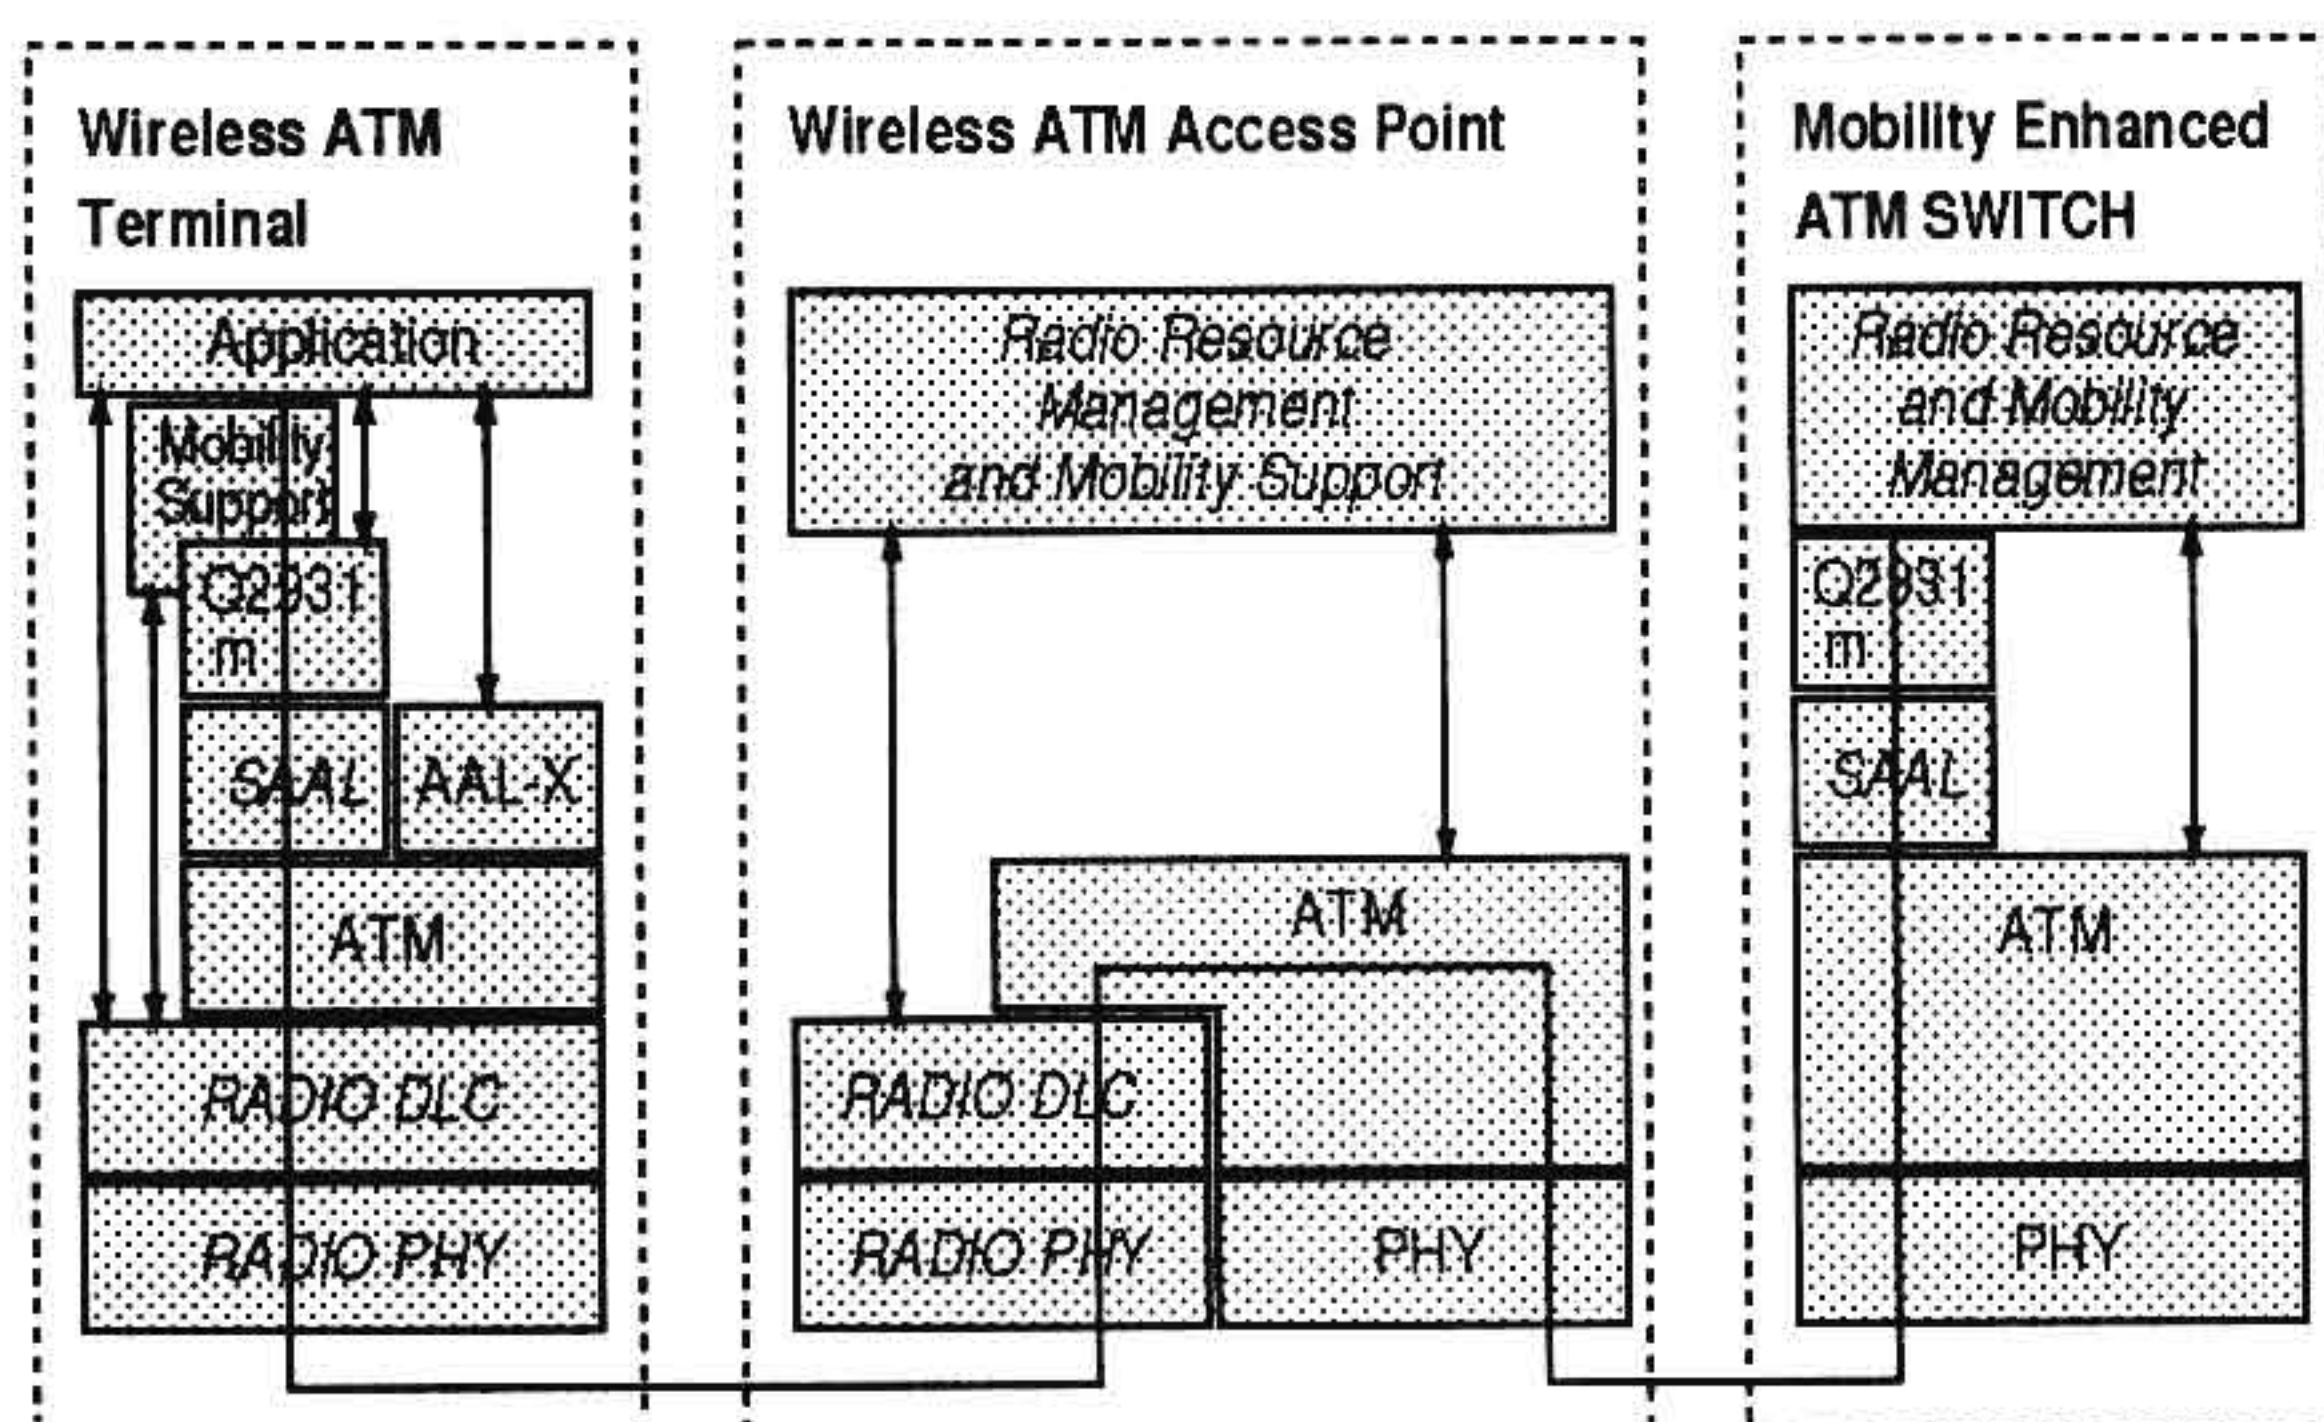 Wireless ATM
Terminal
Application
Mobility
Support
Q2931
m
SAAL
AAL-X
ATM
RADIO DLC
RADIO PHY
Wireless ATM Access Point
Radio Resource
Management
and Mobility Support
ATM
RADIO DLC
RADIO PHY
PHY
Mobility Enhanced
ATM SWITCH
Radio Resource
and Mobility
Management
Q2931
m
SAAL
ATM
PHY